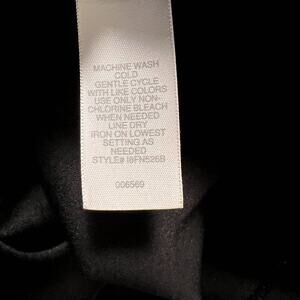 MACHINE WASH
COLD
GENTLE CYCLE
WITH LIKE COLORS
USE ONLY NON-
CHLORINE BLEACH
WHEN NEEDED
LINE DRY
IRON ON LOWEST
SETTING AS
NEEDED
STYLE# I8FN526B
006569